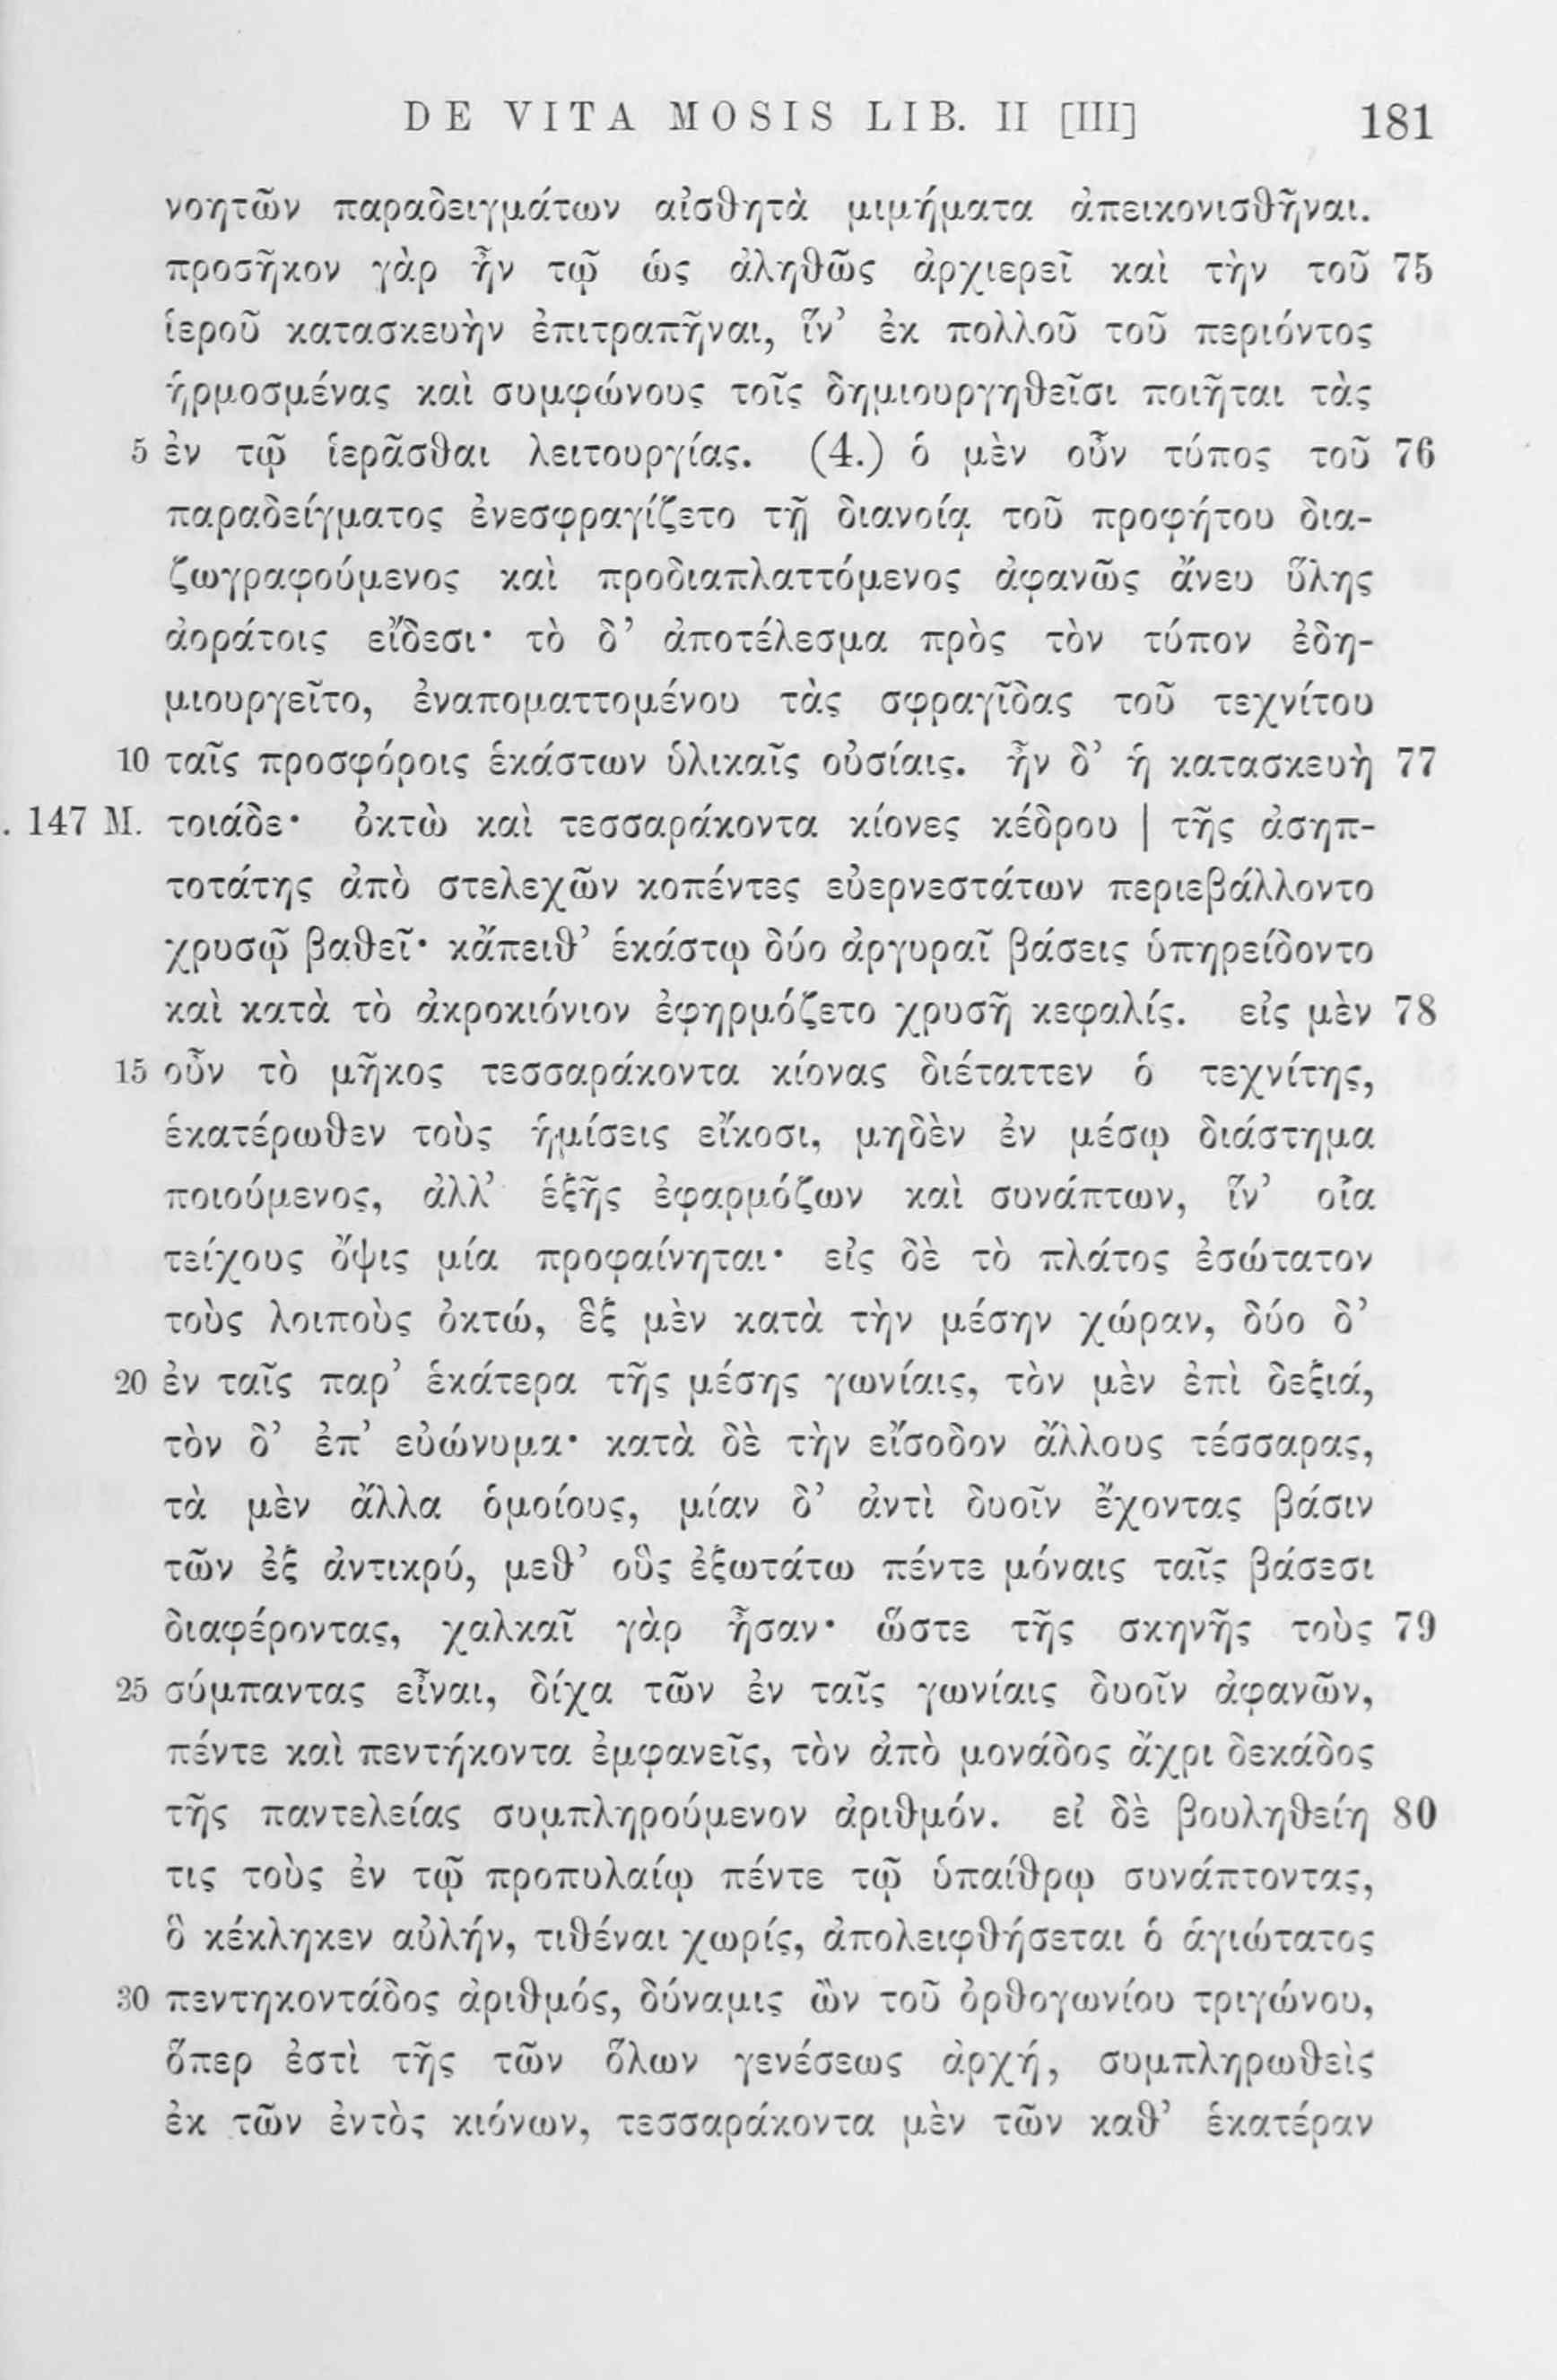 DE VITA MOSIS LIB. II [III] 181
νοητῶν παραδειγμάτων αἰσθητὰ μιμήματα ἀπεικονισθῆναι.
προσῆκον γὰρ ἦν τῷ ὡς ἀληθῶς ἀρχιερεῖ καὶ τὴν τοῦ 75
ἱεροῦ κατασκευὴν ἐπιτραπῆναι, ἵν’ ἐκ πολλοῦ τοῦ περιόντος
ἡρμοσμένας καὶ συμφώνους τοῖς δημιουργηθεῖσι ποιῆται τὰς
5 ἐν τῷ ἱερᾶσθαι λειτουργίας. (4.) ὁ μὲν οὖν τύπος τοῦ 76
παραδείγματος ἐνεσφραγίζετο τῇ διανοίᾳ τοῦ προφήτου δια-
ζωγραφούμενος καὶ προδιαπλαττόμενος ἀφανῶς ἄνευ ὕλης
ἀοράτοις εἴδεσι· τὸ δ’ ἀποτέλεσμα πρὸς τὸν τύπον ἐδη-
μιουργεῖτο, ἐναποματτομένου τὰς σφραγῖδας τοῦ τεχνίτου
10 ταῖς προσφόροις ἑκάστων ὑλικαῖς οὐσίαις. ἦν δ’ ἡ κατασκευὴ 77
. 147 M. τοιάδε· ὀκτὼ καὶ τεσσαράκοντα κίονες κέδρου | τῆς ἀσηπ-
τοτάτης ἀπὸ στελεχῶν κοπέντες εὐερνεστάτων περιεβάλλοντο
χρυσῷ βαθεῖ· κἄπειθ’ ἑκάστῳ δύο ἀργυραῖ βάσεις ὑπηρείδοντο
καὶ κατὰ τὸ ἀκροκιόνιον ἐφηρμόζετο χρυσῆ κεφαλίς. εἰς μὲν 78
15 οὖν τὸ μῆκος τεσσαράκοντα κίονας διέταττεν ὁ τεχνίτης,
ἑκατέρωθεν τοὺς ἡμίσεις εἴκοσι, μηδὲν ἐν μέσῳ διάστημα
ποιούμενος, ἀλλ’ ἑξῆς ἐφαρμόζων καὶ συνάπτων, ἵν’ οἷα
τείχους ὄψις μία προφαίνηται· εἰς δὲ τὸ πλάτος ἐσώτατον
τοὺς λοιποὺς ὀκτώ, ἓξ μὲν κατὰ τὴν μέσην χώραν, δύο δ’
20 ἐν ταῖς παρ’ ἑκάτερα τῆς μέσης γωνίαις, τὸν μὲν ἐπὶ δεξιά,
τὸν δ’ ἐπ’ εὐώνυμα· κατὰ δὲ τὴν εἴσοδον ἄλλους τέσσαρας,
τὰ μὲν ἄλλα ὁμοίους, μίαν δ’ ἀντὶ δυοῖν ἔχοντας βάσιν
τῶν ἐξ ἀντικρύ, μεθ’ οὓς ἐξωτάτω πέντε μόναις ταῖς βάσεσι
διαφέροντας, χαλκαῖ γὰρ ἦσαν· ὥστε τῆς σκηνῆς τοὺς 79
25 σύμπαντας εἶναι, δίχα τῶν ἐν ταῖς γωνίαις δυοῖν ἀφανῶν,
πέντε καὶ πεντήκοντα ἐμφανεῖς, τὸν ἀπὸ μονάδος ἄχρι δεκάδος
τῆς παντελείας συμπληρούμενον ἀριθμόν. εἰ δὲ βουληθείη 80
τις τοὺς ἐν τῷ προπυλαίῳ πέντε τῷ ὑπαίθρῳ συνάπτοντας,
ὃ κέκληκεν αὐλήν, τιθέναι χωρίς, ἀπολειφθήσεται ὁ ἁγιώτατος
30 πεντηκοντάδος ἀριθμός, δύναμις ὢν τοῦ ὀρθογωνίου τριγώνου,
ὅπερ ἐστὶ τῆς τῶν ὅλων γενέσεως ἀρχή, συμπληρωθεὶς
ἐκ τῶν ἐντὸς κιόνων, τεσσαράκοντα μὲν τῶν καθ’ ἑκατέραν